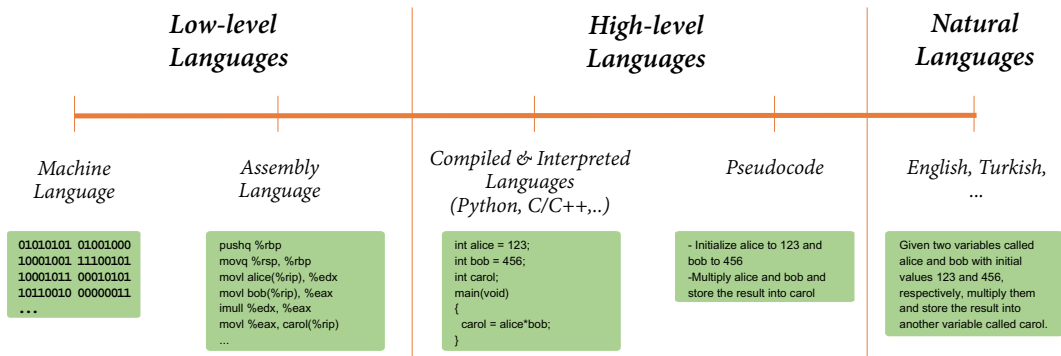 Low-level
Languages
High-level
Languages
Natural
Languages
Machine
Language
Assembly
Language
Compiled & Interpreted
Languages
(Python, C/C++,..)
Pseudocode
English, Turkish,
...
01010101 01001000
10001001 11100101
10001011 00010101
10110010 00000011
...
pushq %rbp
movq %rsp, %rbp
movl alice(%rip), %edx
movl bob(%rip), %eax
imull %edx, %eax
movl %eax, carol(%rip)
...
int alice = 123;
int bob = 456;
int carol;
main(void)
{
carol = alice*bob;
}
- Initialize alice to 123 and
bob to 456
-Multiply alice and bob and
store the result into carol
Given two variables called
alice and bob with initial
values 123 and 456,
respectively, multiply them
and store the result into
another variable called carol.